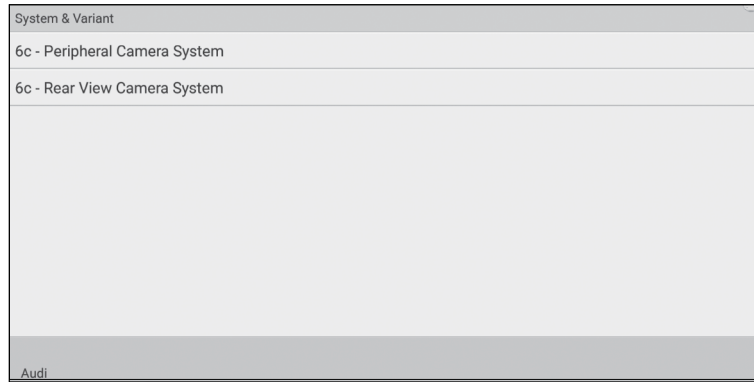 System & Variant
6c - Peripheral Camera System
6c - Rear View Camera System
Audi